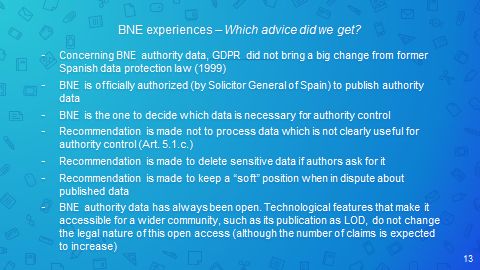 BNE experiences – Which advice did we get?
- Concerning BNE authority data, GDPR did not bring a big change from former
Spanish data protection law (1999)
- BNE is officially authorized (by Solicitor General of Spain) to publish authority
data
- BNE is the one to decide which data is necessary for authority control
- Recommendation is made not to process data which is not clearly useful for
authority control (Art. 5.1.c.)
- Recommendation is made to delete sensitive data if authors ask for it
- Recommendation is made to keep a “soft” position when in dispute about
published data
- BNE authority data has always been open. Technological features that make it
accessible for a wider community, such as its publication as LOD, do not change
the legal nature of this open access (although the number of claims is expected
to increase)
13